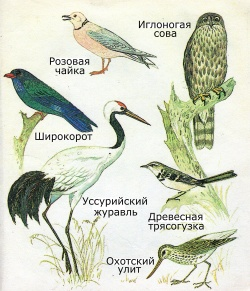 Иглоногая
сова
Розовая
чайка
Широкорот
Уссурийский
журавль
Древесная
трясогузка
Охотский
улит